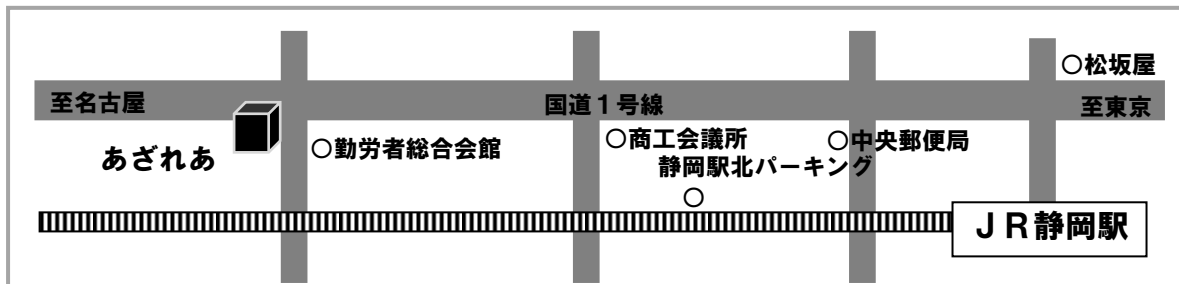 ○松坂屋
至名古屋
国道1号線
至東京
あざれあ
○勤労者総合会館
○商工会議所
○中央郵便局
静岡駅北パーキング
○
JR静岡駅